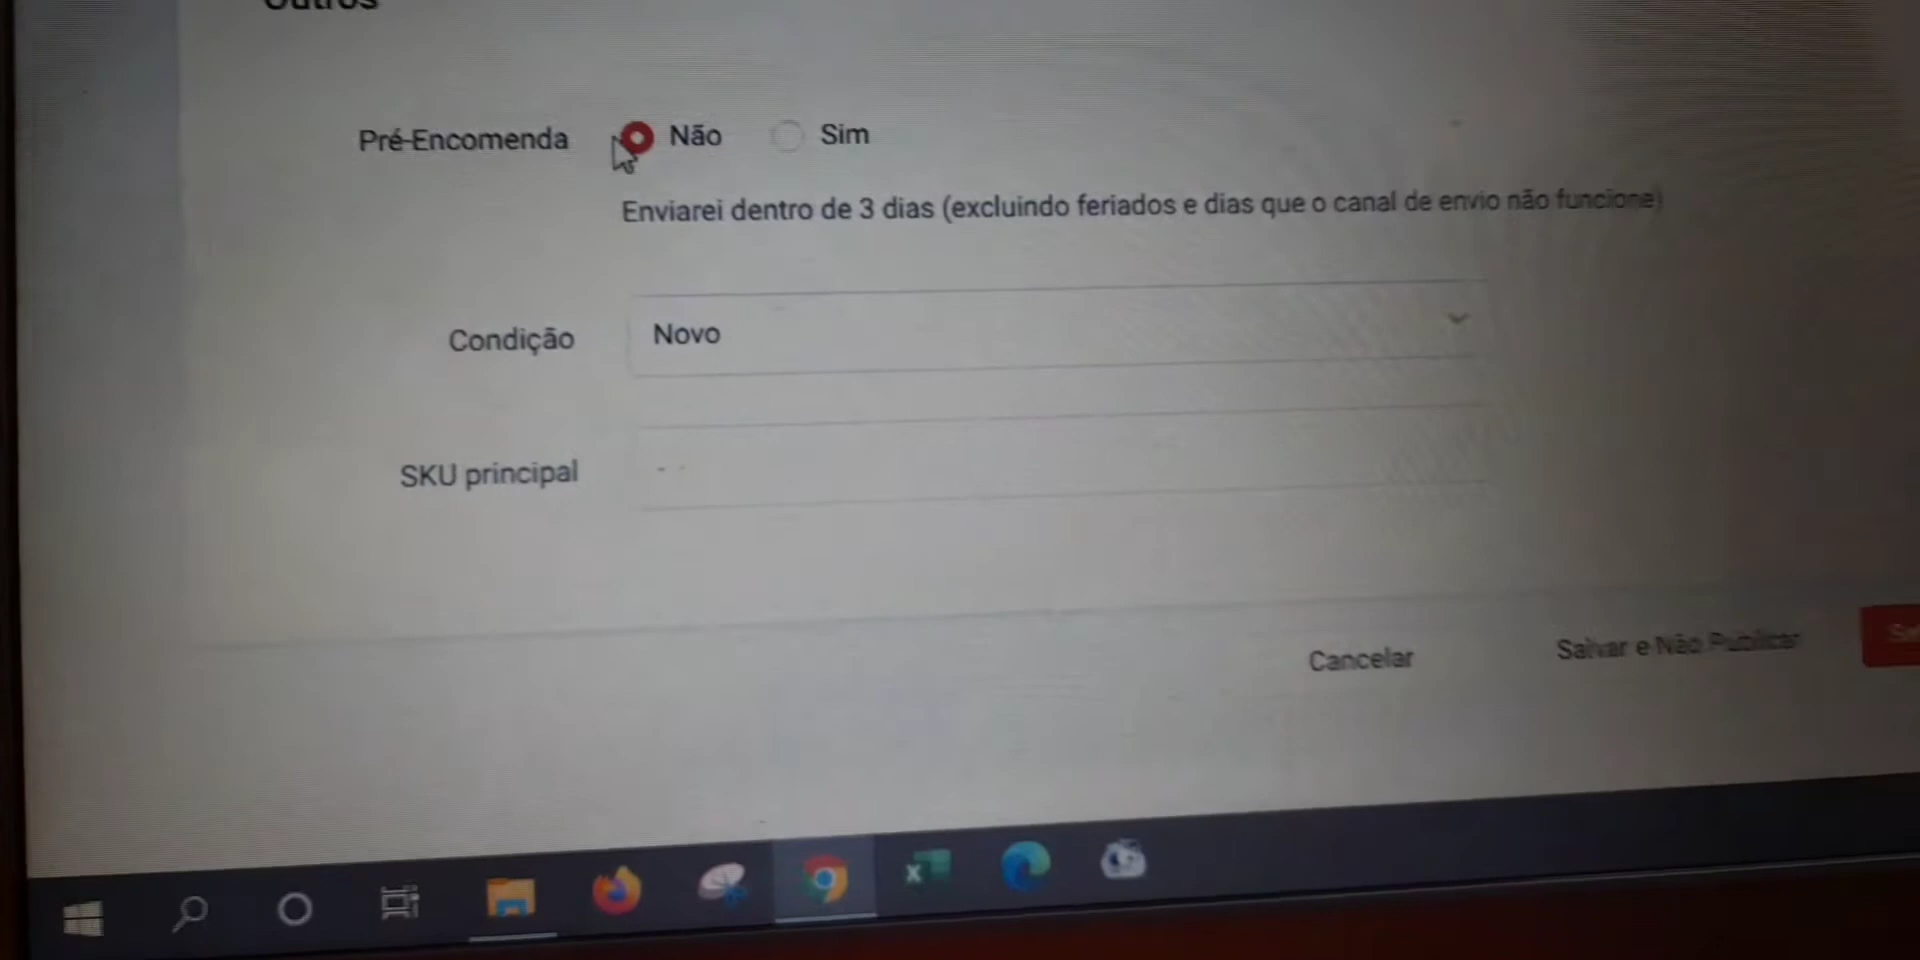 Outros
Pré-Encomenda Não Sim
Enviarei dentro de 3 dias (excluindo feriados e dias que o canal de envio não funcione)
Condição Novo
SKU principal - -
Cancelar Salvar e Não Publicar